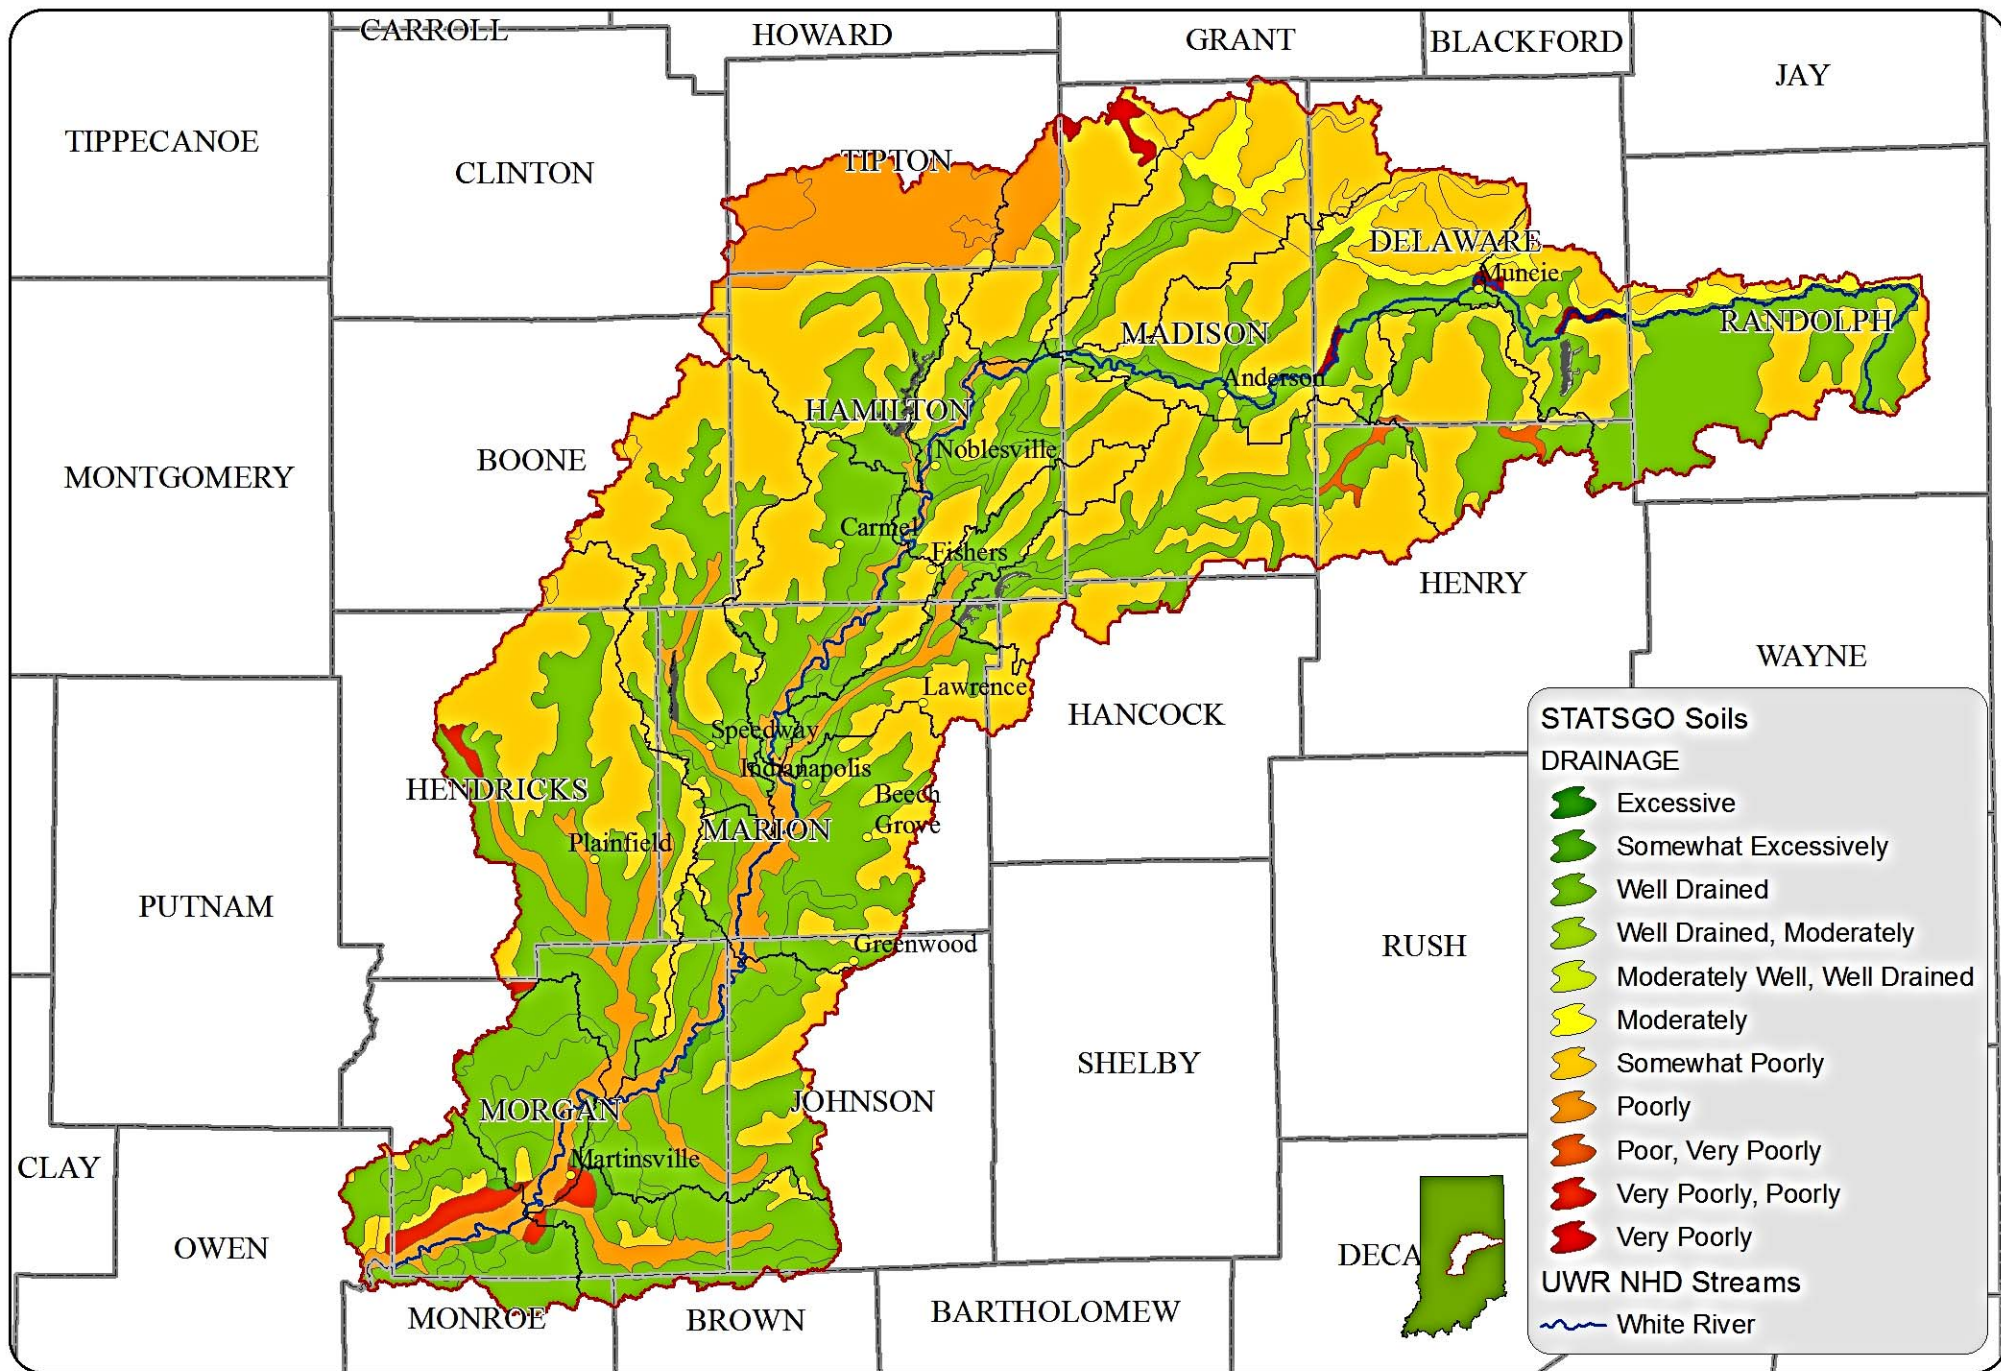 CARROLL
HOWARD
GRANT
BLACKFORD
JAY
TIPPECANOE
CLINTON
TIPTON
DELAWARE
Muncie
MADISON
RANDOLPH
Anderson
HAMILTON
MONTGOMERY
BOONE
Noblesville
Carmel
Fishers
HENRY
WAYNE
Lawrence
HANCOCK
Speedway
Indianapolis
HENDRICKS
Beech
Grove
MARION
Plainfield
PUTNAM
Greenwood
RUSH
SHELBY
JOHNSON
MORGAN
Martinsville
CLAY
OWEN
DECA
MONROE
BROWN
BARTHOLOMEW
STATSGO Soils
DRAINAGE
Excessive
Somewhat Excessively
Well Drained
Well Drained, Moderately
Moderately Well, Well Drained
Moderately
Somewhat Poorly
Poorly
Poor, Very Poorly
Very Poorly, Poorly
Very Poorly
UWR NHD Streams
White River